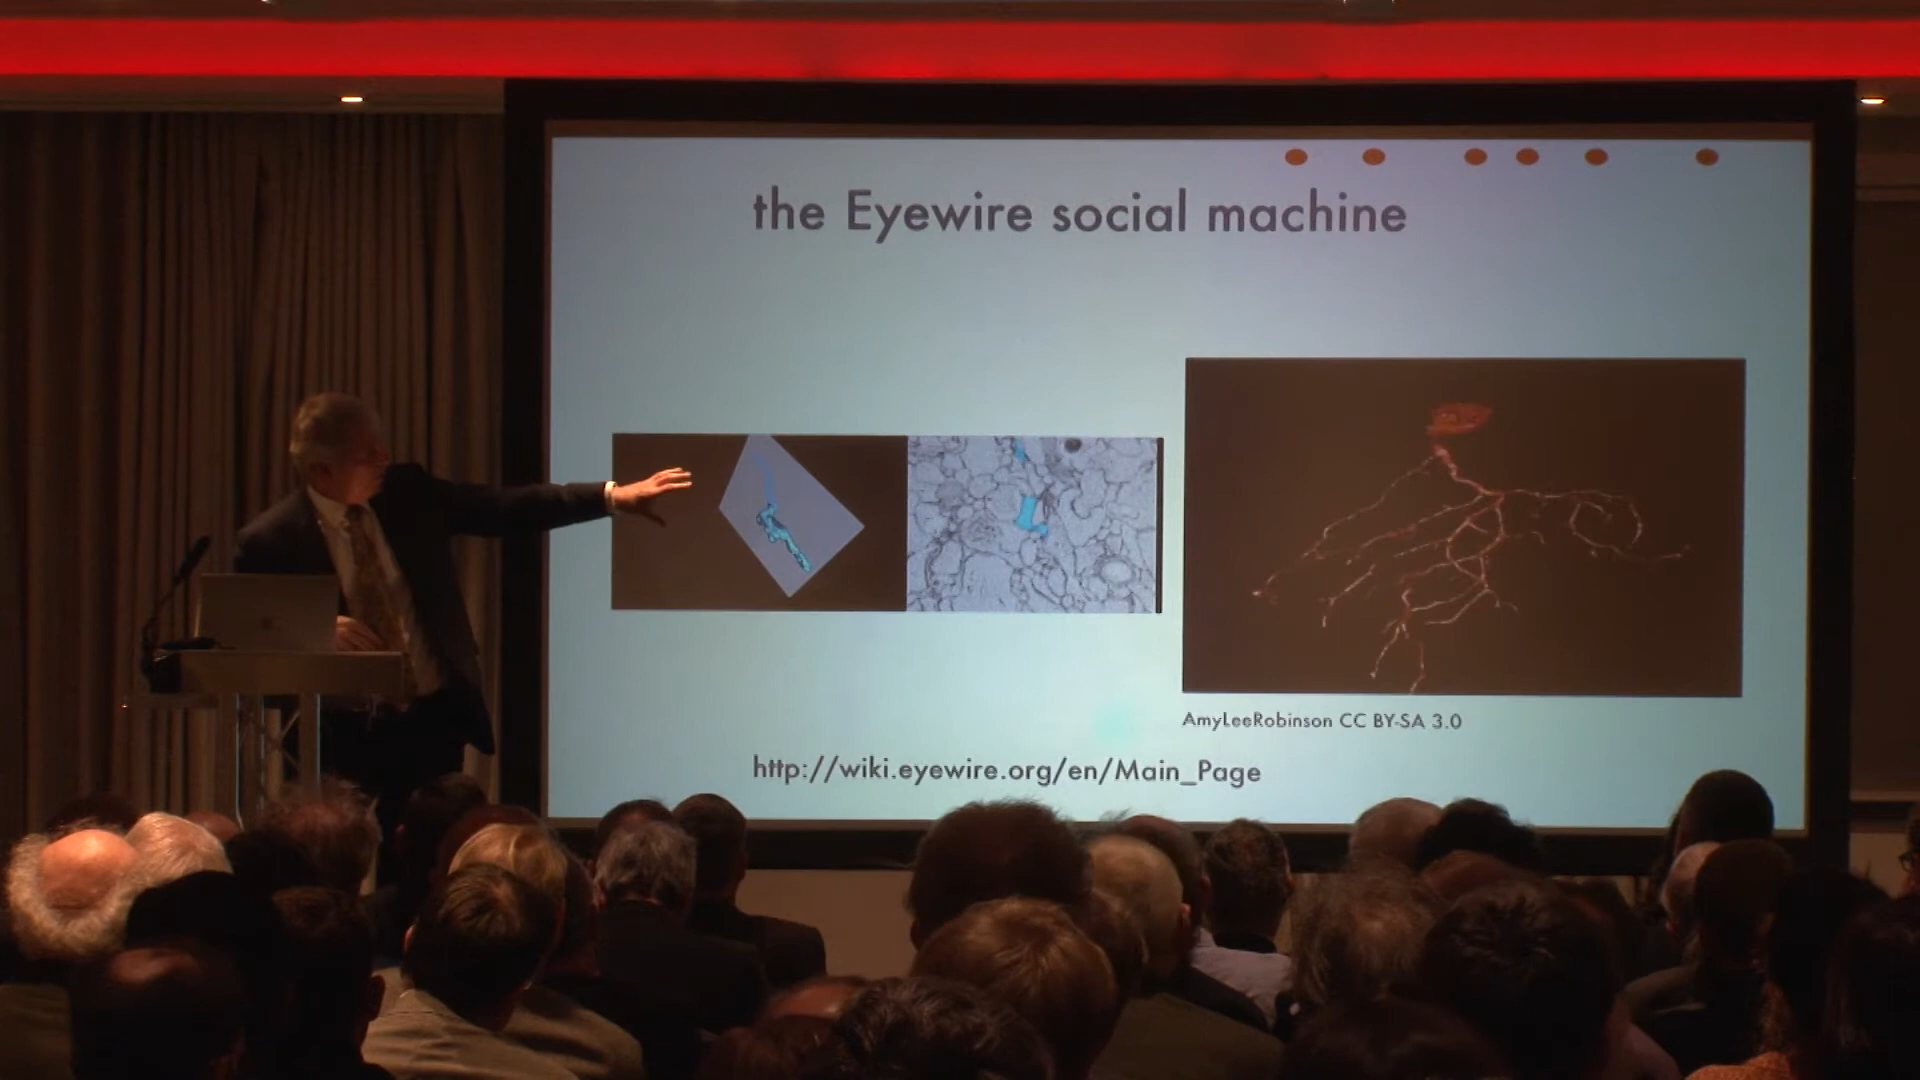 the Eyewire social machine
AmyLeeRobinson CC BY-SA 3.0
http://wiki.eyewire.org/en/Main_Page